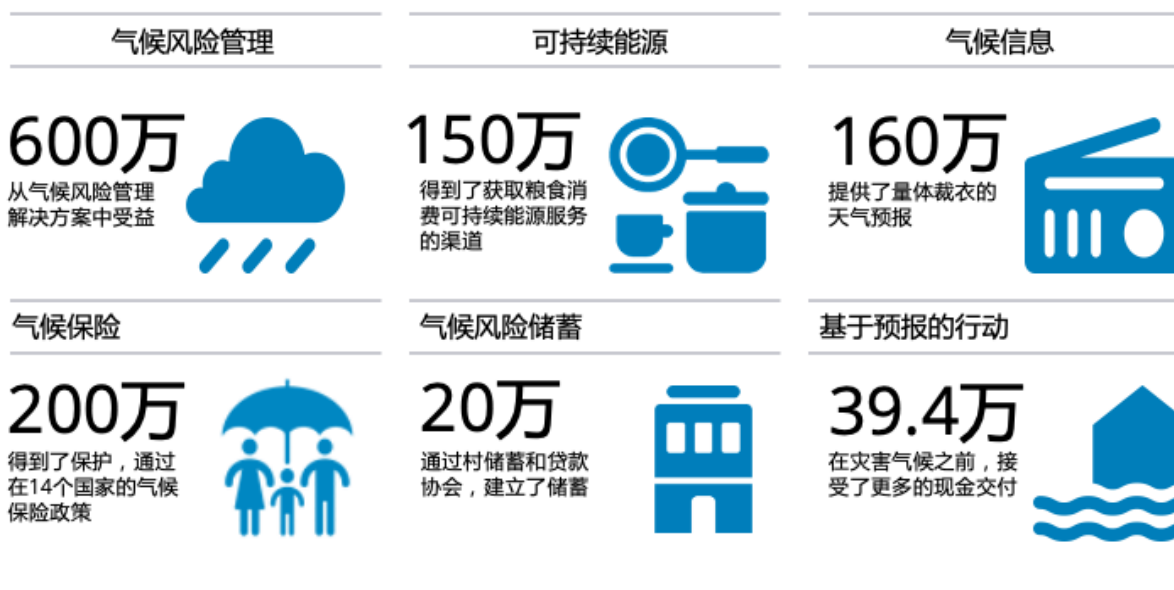 气候风险管理
可持续能源
气候信息
600万
从气候风险管理
解决方案中受益
150万
得到了获取粮食消
费可持续能源服务
的渠道
160万
提供了量体裁衣的
天气预报
气候保险
气候风险储蓄
基于预报的行动
200万
得到了保护，通过
在14个国家的气候
保险政策
20万
通过村储蓄和贷款
协会，建立了储蓄
39.4万
在灾害气候之前，接
受了更多的现金交付